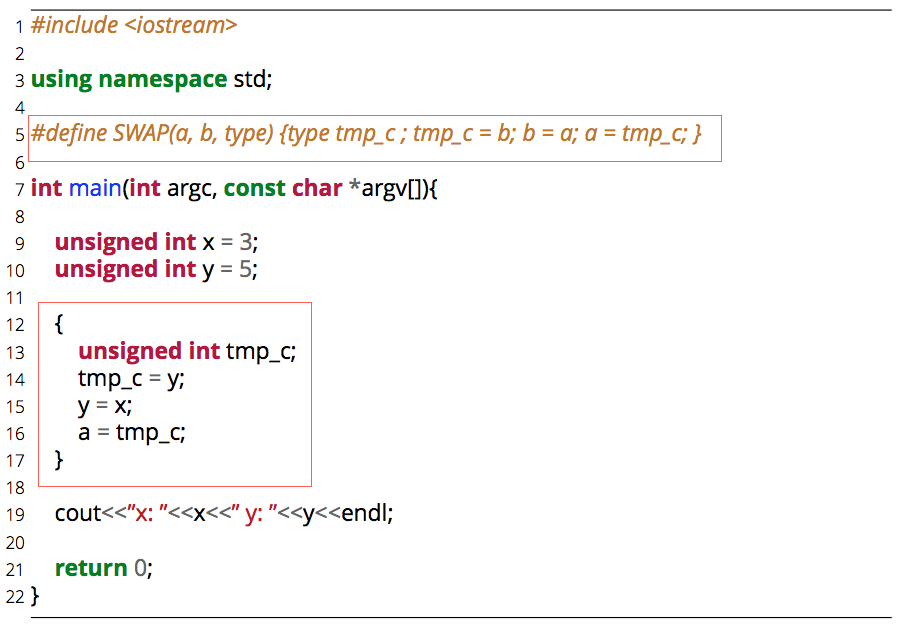 1 #include <iostream>
2
3 using namespace std;
4
5 #define SWAP(a, b, type) {type tmp_c ; tmp_c = b; b = a; a = tmp_c; }
6
7 int main(int argc, const char *argv[]){
8
9 unsigned int x = 3;
10 unsigned int y = 5;
11
12 {
13 unsigned int tmp_c;
14 tmp_c = y;
15 y = x;
16 a = tmp_c;
17 }
18
19 cout<<”x: ”<<x<<” y: ”<<y<<endl;
20
21 return 0;
22 }